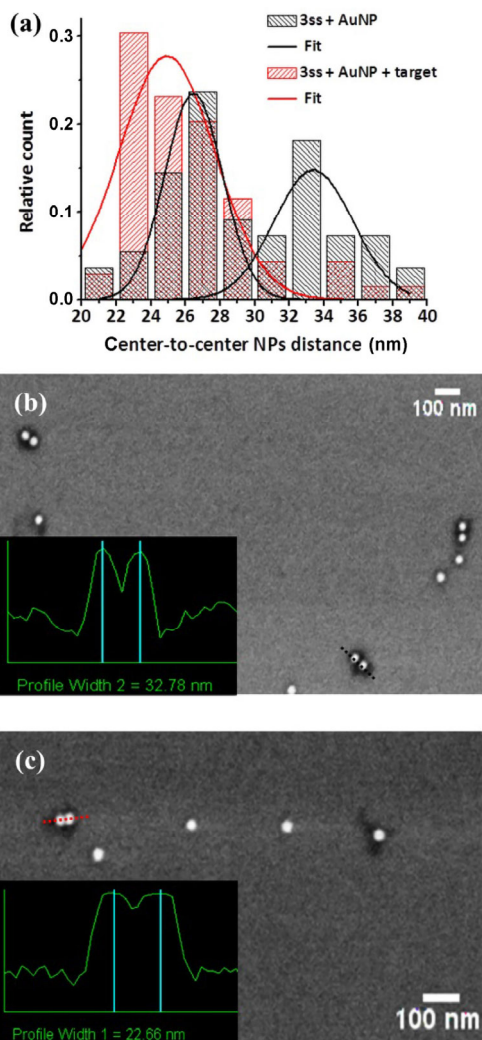 (a)
3ss + AuNP
Fit
3ss + AuNP + target
Fit
0.3
0.2
0.1
0.0
Relative count
20 22 24 26 28 30 32 34 36 38 40
Center-to-center NPs distance (nm)
(b)
100 nm
Profile Width 2 = 32.78 nm
(c)
Profile Width 1 = 22.66 nm
100 nm